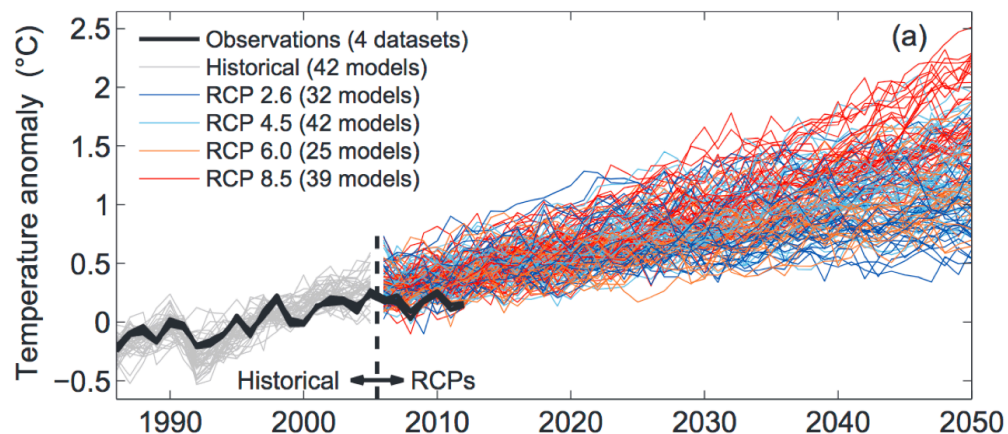 Temperature anomaly (°C)
2.5
2
1.5
1
0.5
0
−0.5
(a)
Observations (4 datasets)
Historical (42 models)
RCP 2.6 (32 models)
RCP 4.5 (42 models)
RCP 6.0 (25 models)
RCP 8.5 (39 models)
Historical RCPs
1990 2000 2010 2020 2030 2040 2050